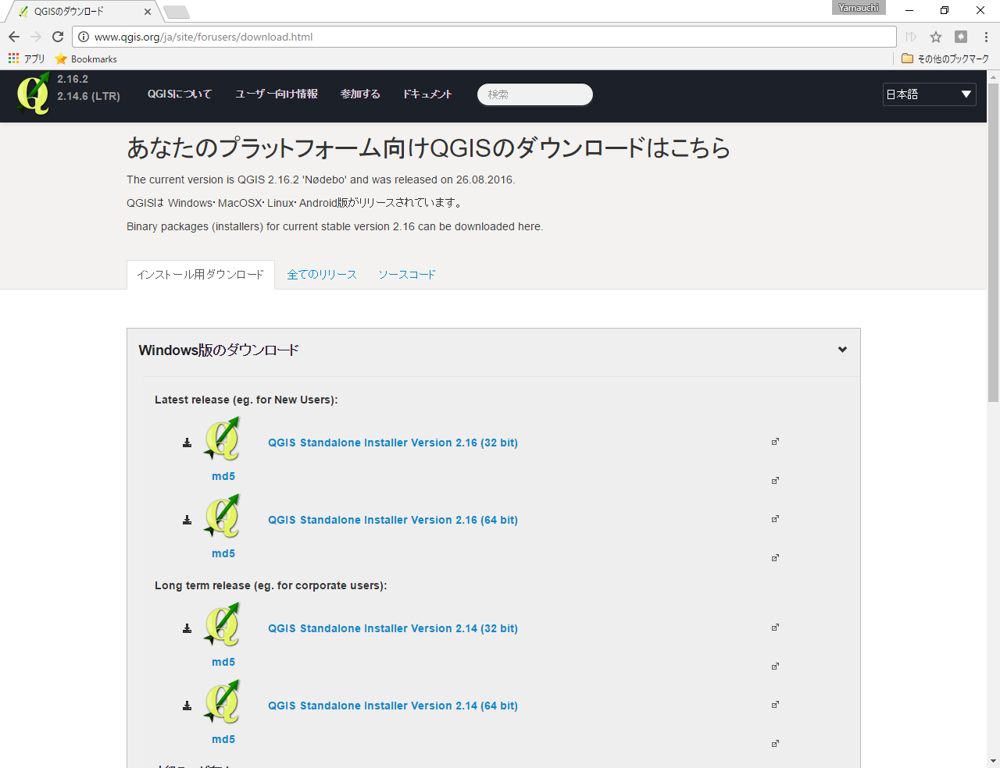 QGISのダウンロード
Yamauchi
www.qgis.org/ja/site/forusers/download.html
アプリ Bookmarks その他のブックマーク
2.16.2
2.14.6 (LTR)
QGISについて ユーザー向け情報 参加する ドキュメント 検索 日本語
あなたのプラットフォーム向けQGISのダウンロードはこちら
The current version is QGIS 2.16.2 'Nødebo' and was released on 26.08.2016.
QGISは Windows· MacOSX· Linux· Android版がリリースされています。
Binary packages (installers) for current stable version 2.16 can be downloaded here.
インストール用ダウンロード 全てのリリース ソースコード
Windows版のダウンロード
Latest release (eg. for New Users):
QGIS Standalone Installer Version 2.16 (32 bit)
md5
QGIS Standalone Installer Version 2.16 (64 bit)
md5
Long term release (eg. for corporate users):
QGIS Standalone Installer Version 2.14 (32 bit)
md5
QGIS Standalone Installer Version 2.14 (64 bit)
md5